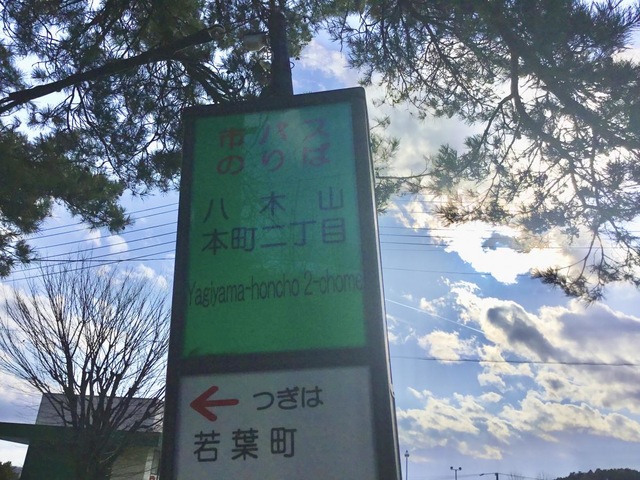 市バス
のりば
八木山
本町二丁目
Yagiyama-honcho 2-chome
← つぎは
若葉町